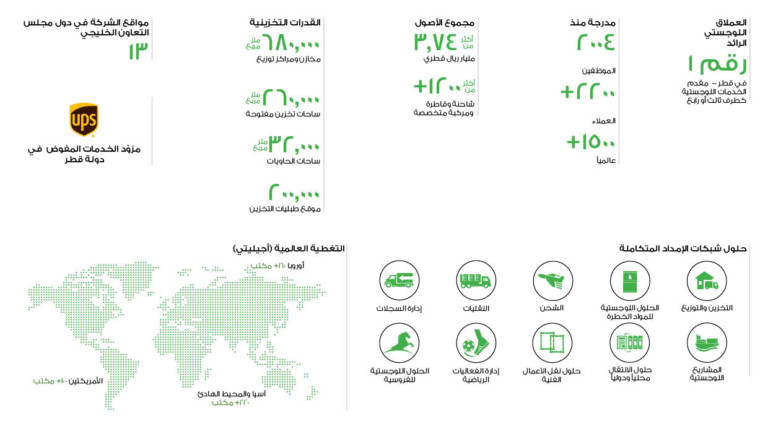 العملاق
اللوجستي
الرائد
رقم ١
في قطر – مقدم
الخدمات اللوجستية
كطرف ثالث أو رابع
مدرجة منذ
٢٠٠٤
الموظفين
٢٢٠٠+
العملاء
١٥٠٠+
عالمياً
مجموع الأصول
أكثر من ٣,٧٤
مليار ريال قطري
أكثر من ١٢٠٠+
شاحنة وقاطرة
ومركبة متخصصة
القدرات التخزينية
٦٨٠,٠٠٠ متر مربع
مخازن ومراكز توزيع
٢٦٠,٠٠٠ متر مربع
ساحات تخزين مفتوحة
٣٢,٠٠٠ متر مربع
ساحات الحاويات
٢٠٠,٠٠٠
موقع طبليات التخزين
مواقع الشركة في دول مجلس
التعاون الخليجي
١٣
ups
مزوّد الخدمات المفوض في
دولة قطر
حلول شبكات الإمداد المتكاملة
التخزين والتوزيع
الحلول اللوجستية
للمواد الخطرة
الشحن
النقليات
إدارة السجلات
المشاريع
اللوجستية
حلول الانتقال
محلياً ودولياً
حلول نقل الأعمال
الفنية
إدارة الفعاليات
الرياضية
الحلول اللوجستية
للفروسية
التغطية العالمية (أجيليتي)
أوروبا
الأمريكتين
آسيا والمحيط الهادئ
٢٢٠+ مكتب